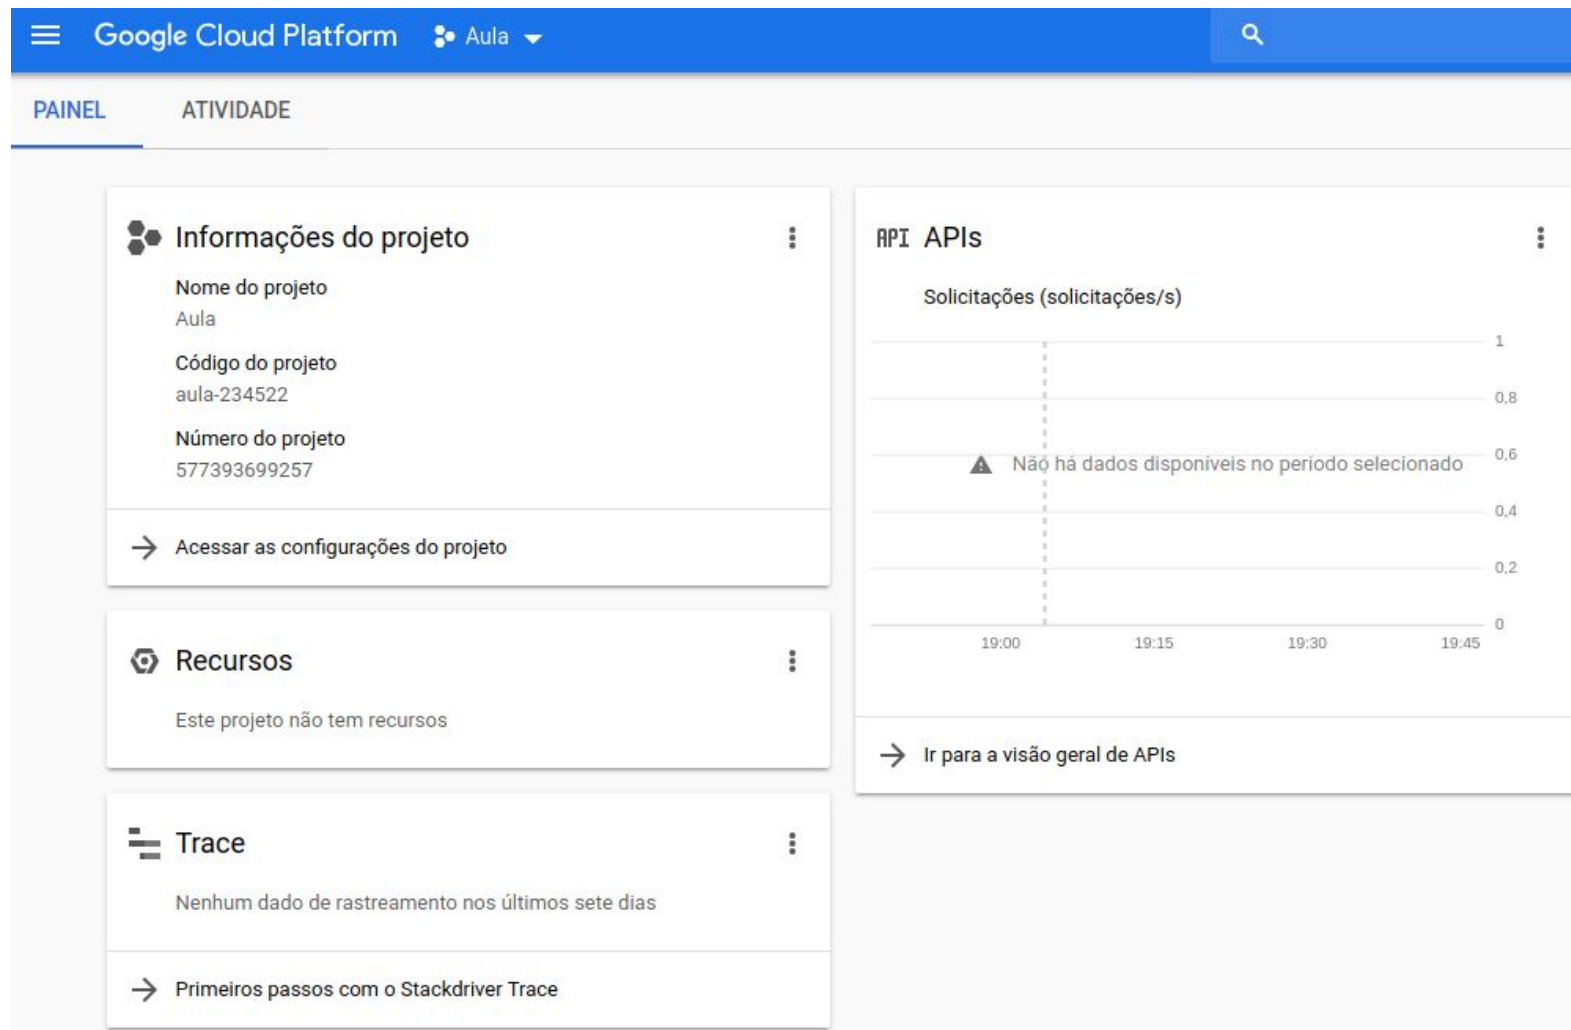 Google Cloud Platform Aula
PAINEL ATIVIDADE
Informações do projeto
Nome do projeto
Aula
Código do projeto
aula-234522
Número do projeto
577393699257
Acessar as configurações do projeto
Recursos
Este projeto não tem recursos
Trace
Nenhum dado de rastreamento nos últimos sete dias
Primeiros passos com o Stackdriver Trace
API APIs
Solicitações (solicitações/s)
1
0,8
Não há dados disponíveis no período selecionado
0,6
0,4
0,2
0
19:00 19:15 19:30 19:45
Ir para a visão geral de APIs